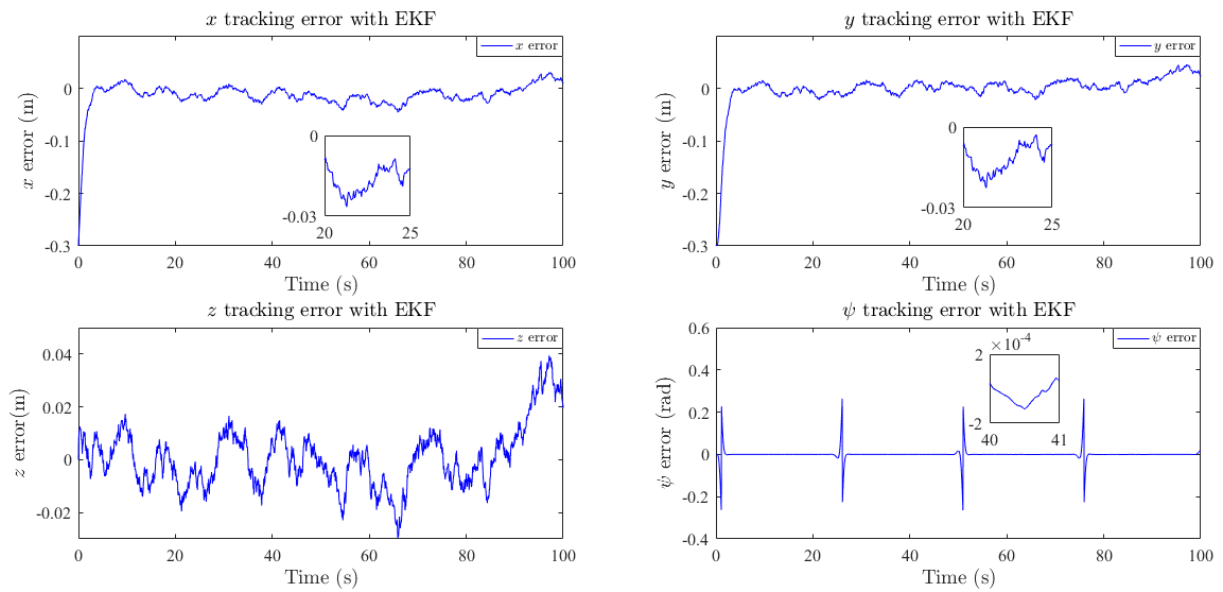 x tracking error with EKF
x error
0
-0.1
-0.2
-0.3
x error (m)
0
-0.03
20 25
0 20 40 60 80 100
Time (s)
y tracking error with EKF
y error
0
-0.1
-0.2
-0.3
y error (m)
0
-0.03
20 25
0 20 40 60 80 100
Time (s)
z tracking error with EKF
z error
0.04
0.02
0
-0.02
z error(m)
0 20 40 60 80 100
Time (s)
ψ tracking error with EKF
ψ error
0.6
0.4
0.2
0
-0.2
-0.4
ψ error (rad)
×10⁻⁴
2
-2
40 41
0 20 40 60 80 100
Time (s)